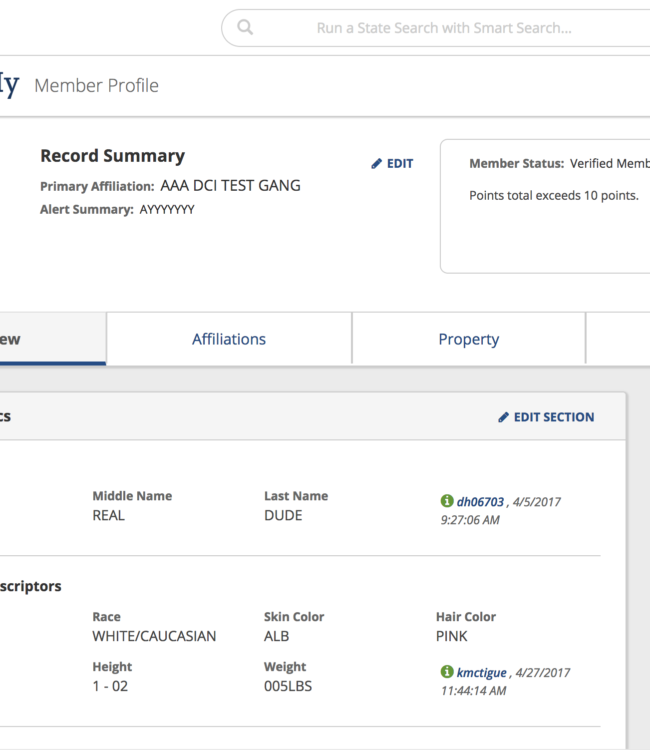 Run a State Search with Smart Search...
Member Profile
Record Summary
EDIT
Primary Affiliation: AAA DCI TEST GANG
Alert Summary: AYYYYYYY
Member Status: Verified Memb
Points total exceeds 10 points.
ew
Affiliations
Property
cs
EDIT SECTION
Middle Name
Last Name
REAL
DUDE
dh06703 , 4/5/2017
9:27:06 AM
scriptors
Race
Skin Color
Hair Color
WHITE/CAUCASIAN
ALB
PINK
Height
Weight
1 - 02
005LBS
kmctigue , 4/27/2017
11:44:14 AM